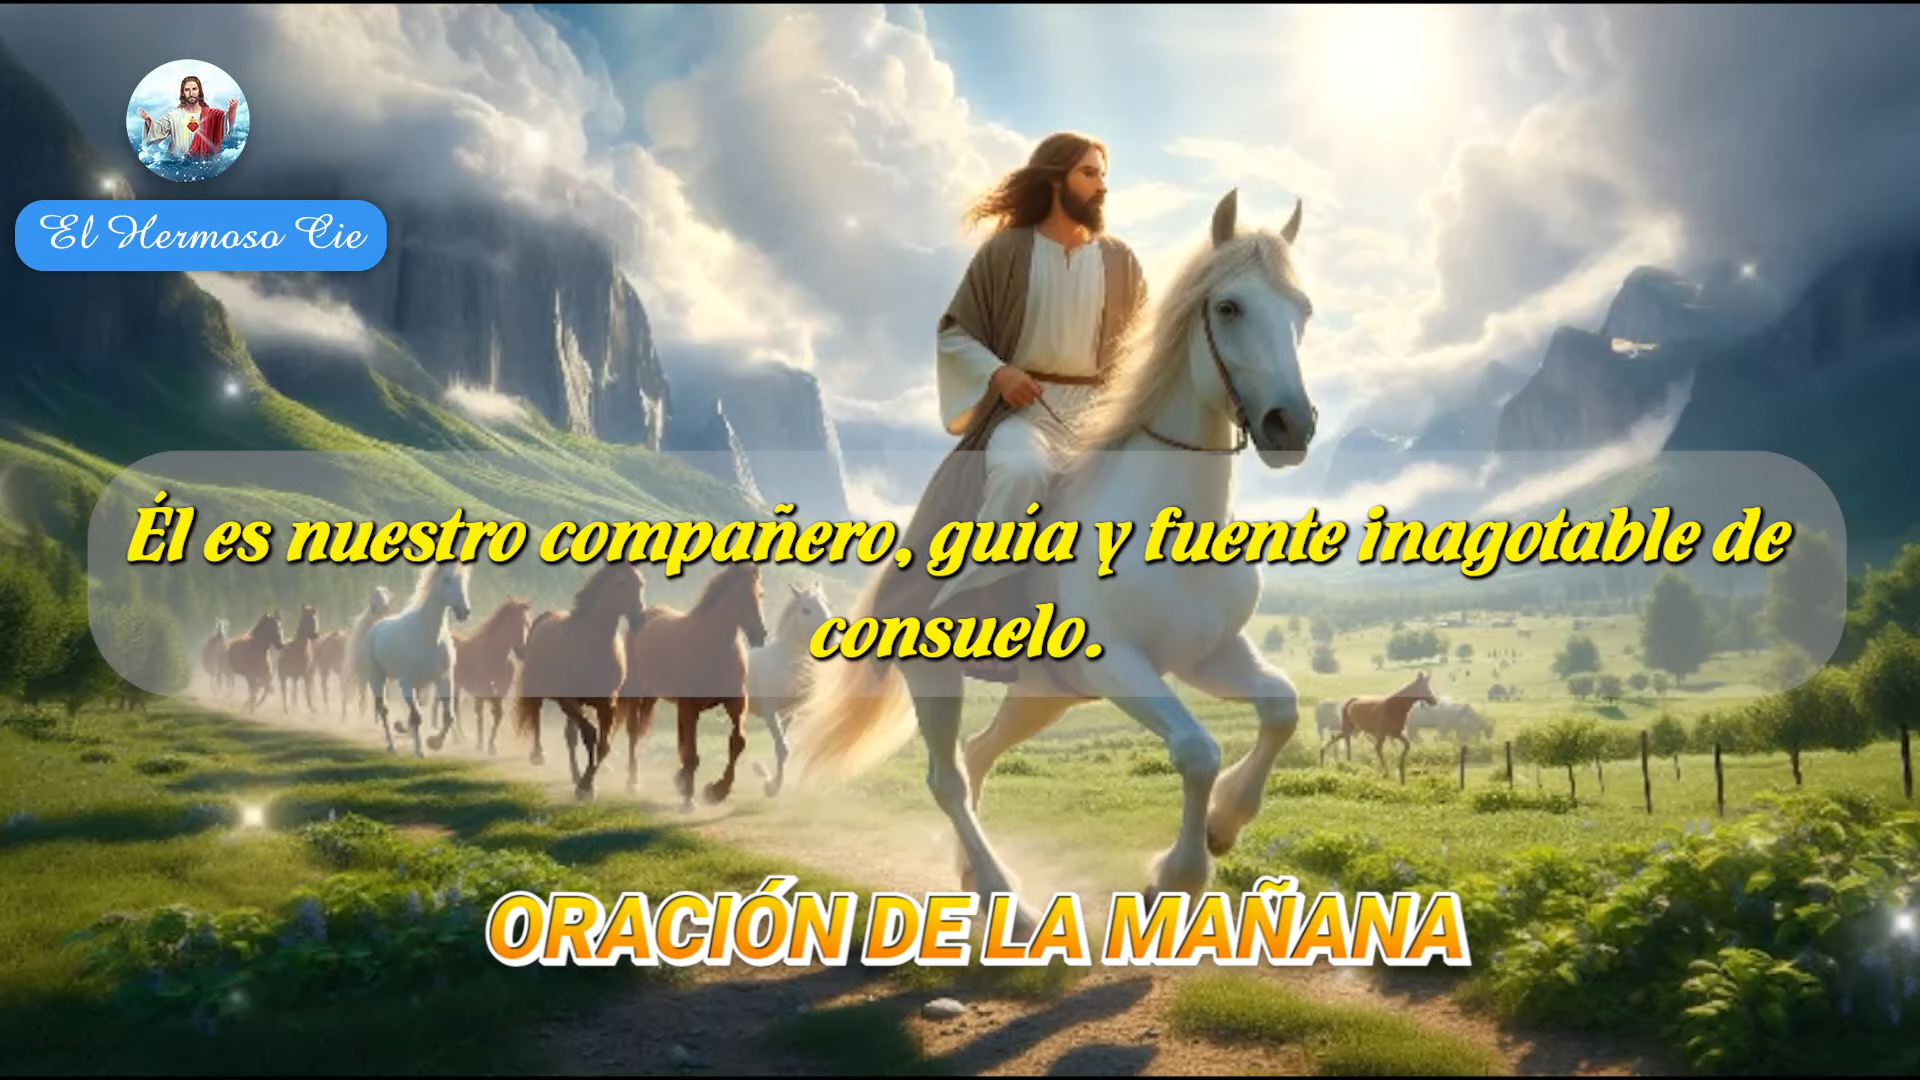 El Hermoso Cie
Él es nuestro compañero, guía y fuente inagotable de
consuelo.
ORACIÓN DE LA MAÑANA